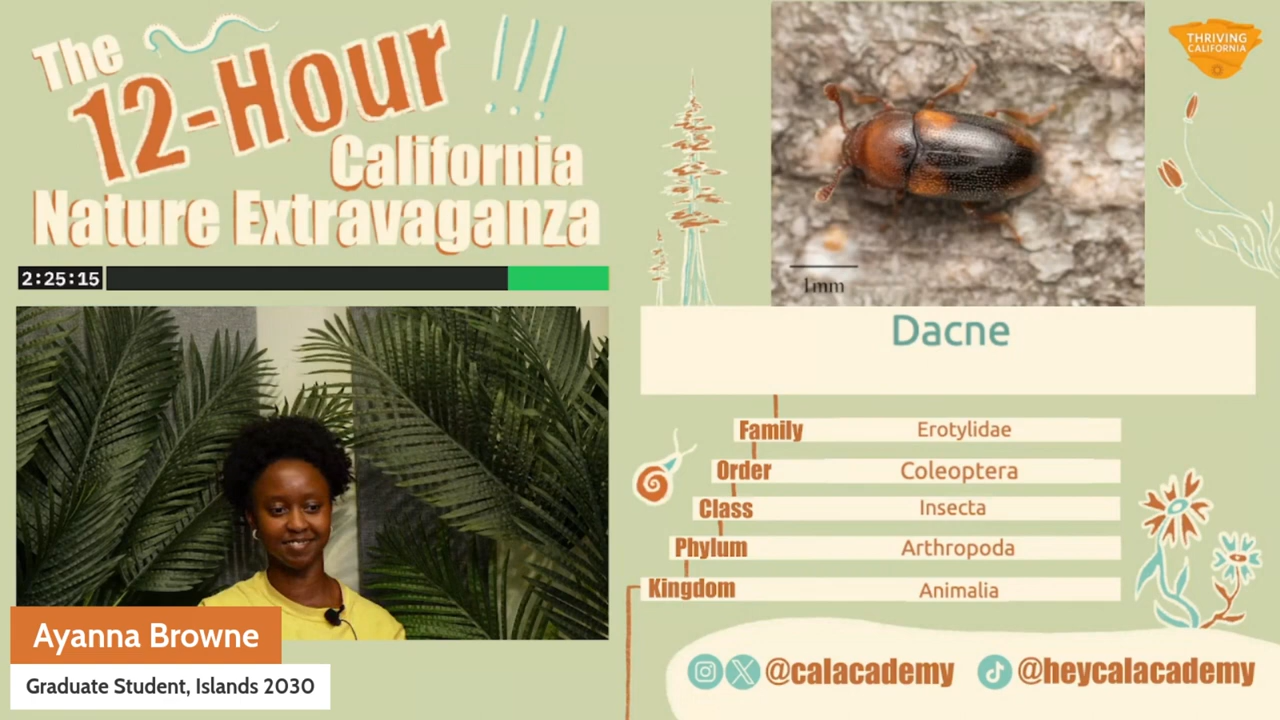 The
12-Hour !!!
California
Nature Extravaganza
2:25:15
THRIVING
CALIFORNIA
1mm
Dacne
Family Erotylidae
Order Coleoptera
Class Insecta
Phylum Arthropoda
Kingdom Animalia
Ayanna Browne
Graduate Student, Islands 2030
@calacademy @heycalacademy